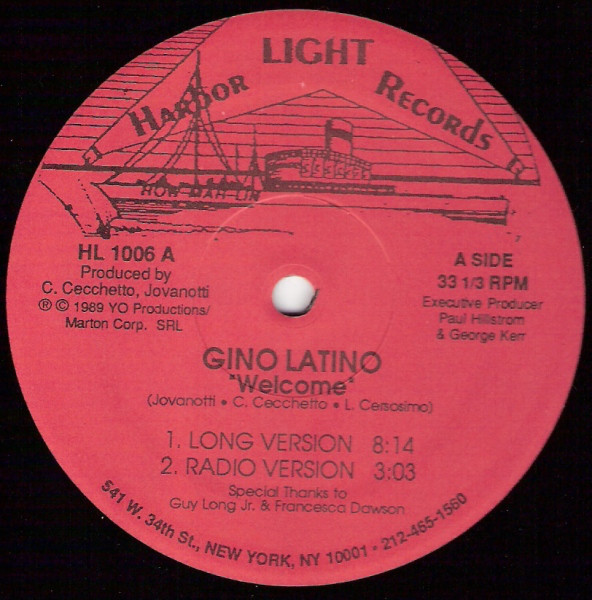 HARBOR LIGHT RECORDS
HOW-MAH-LIN
HL 1006 A
Produced by
C. Cecchetto, Jovanotti
℗ © 1989 YO Productions/
Marton Corp. SRL
A SIDE
33 1/3 RPM
Executive Producer
Paul Hillstrom
& George Kerr
GINO LATINO
"Welcome"
(Jovanotti • C. Cecchetto • L. Cersosimo)
1. LONG VERSION 8:14
2. RADIO VERSION 3:03
Special Thanks to
Guy Long Jr. & Francesca Dawson
541 W. 34th St., NEW YORK, NY 10001 • 212-465-1560